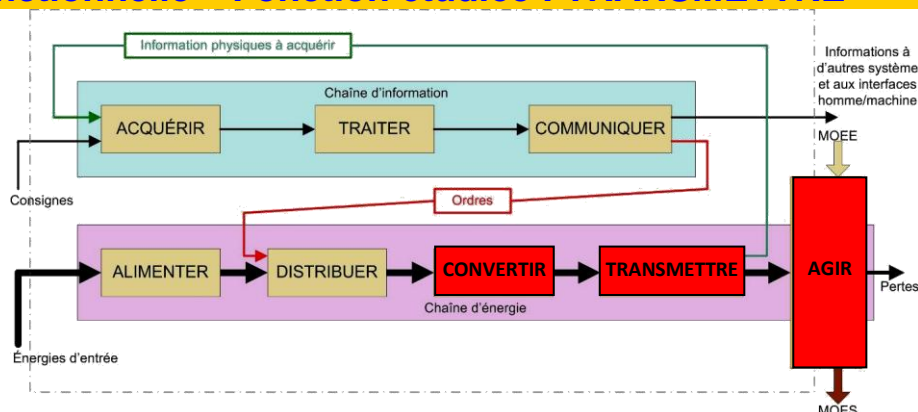 Information physiques à acquérir
Informations à
d'autres système
et aux interfaces
homme/machine
Chaîne d'information
ACQUÉRIR
TRAITER
COMMUNIQUER
MOEE
Consignes
Ordres
ALIMENTER
DISTRIBUER
CONVERTIR
TRANSMETTRE
AGIR
Pertes
Chaîne d'énergie
Énergies d'entrée